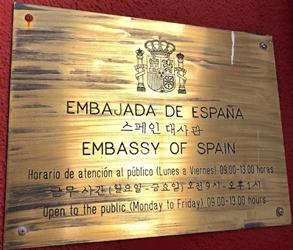 EMBAJADA DE ESPAÑA
스페인 대사관
EMBASSY OF SPAIN
Horario de atención al público (Lunes a Viernes) 09:00-13:00 horas
근무시간 (월요일 - 금요일) 오전 9시 - 오후 1시
Open to the public (Monday to Friday) 09:00-13:00 hours